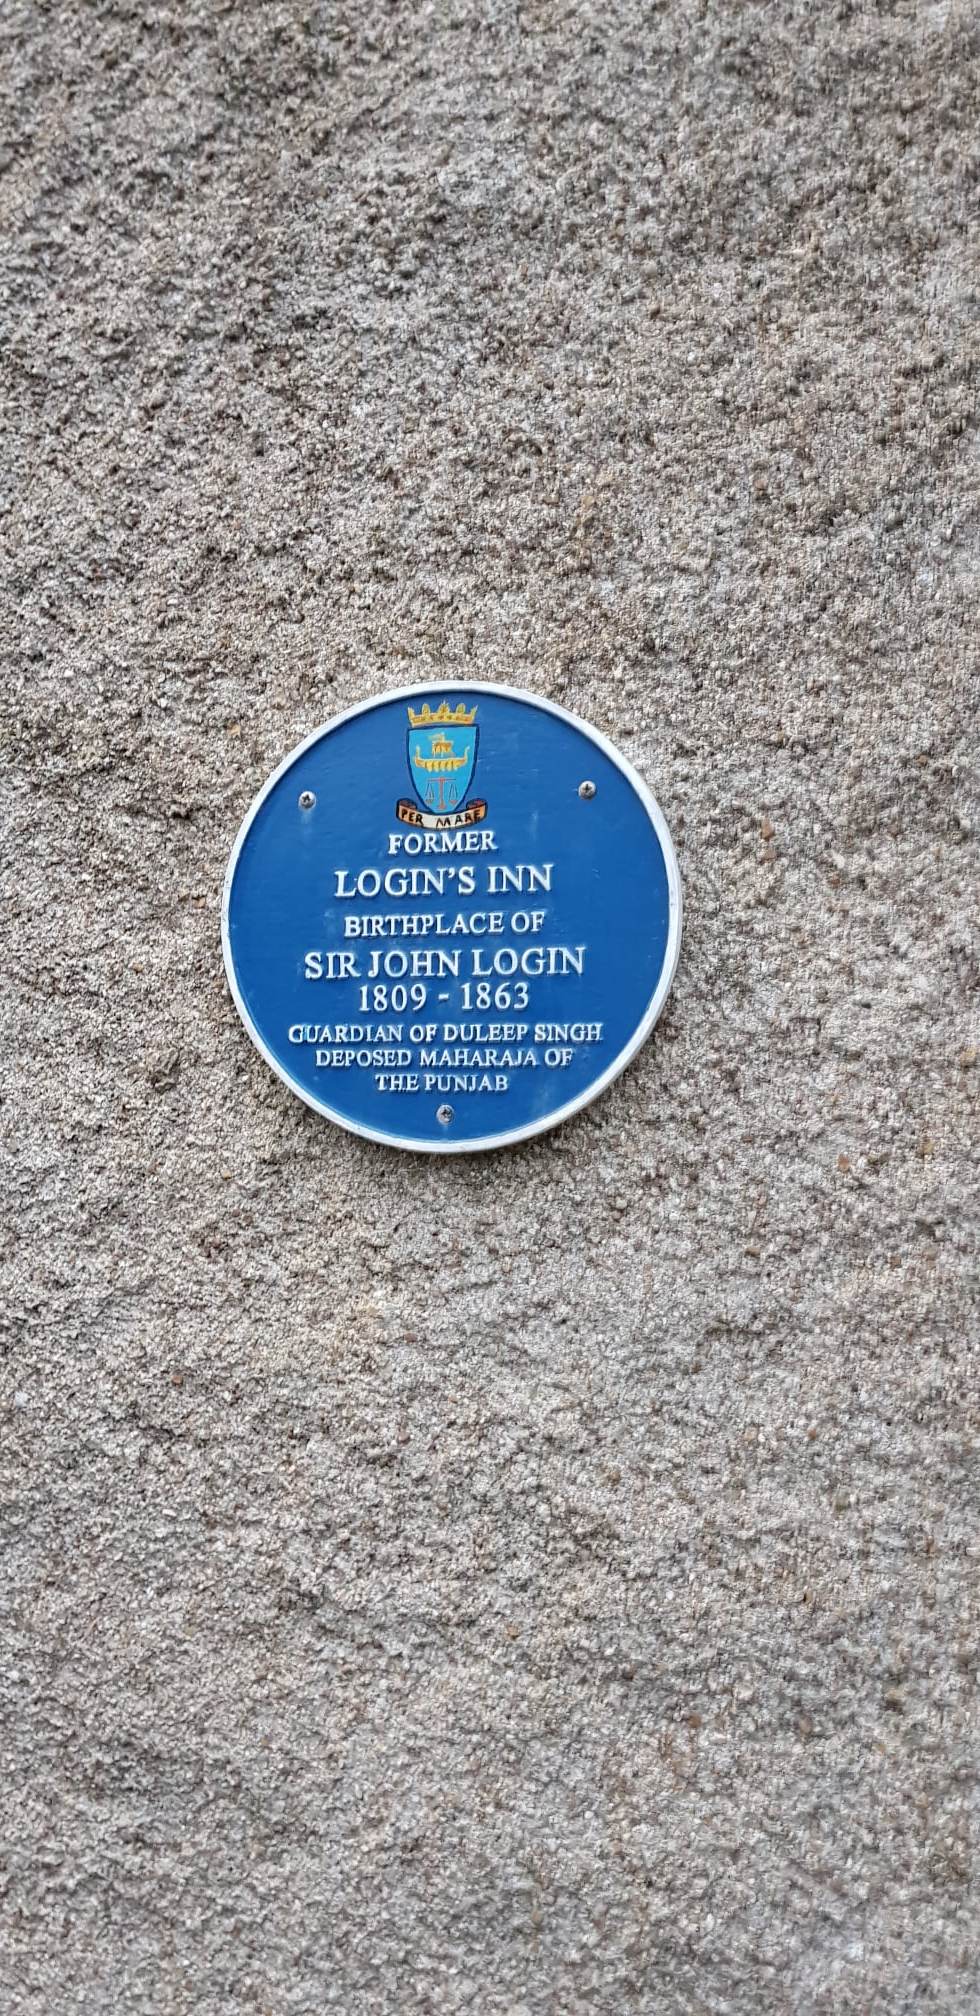 PER MARE
FORMER
LOGIN'S INN
BIRTHPLACE OF
SIR JOHN LOGIN
1809 - 1863
GUARDIAN OF DULEEP SINGH
DEPOSED MAHARAJA OF
THE PUNJAB